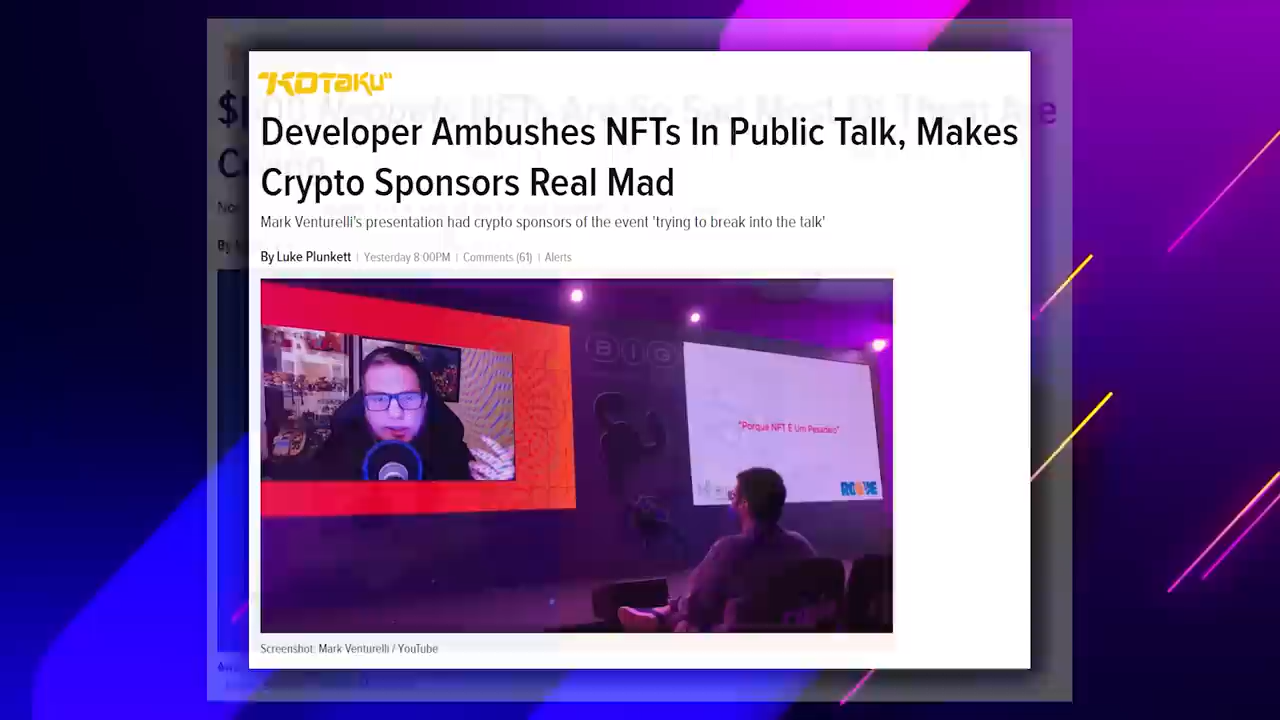 "KOTAKU"
Developer Ambushes NFTs In Public Talk, Makes
Crypto Sponsors Real Mad
Mark Venturelli's presentation had crypto sponsors of the event 'trying to break into the talk'
By Luke Plunkett | Yesterday 8:00PM | Comments (61) | Alerts
BIG
"Porque NFT É Um Pesadelo"
Screenshot: Mark Venturelli / YouTube